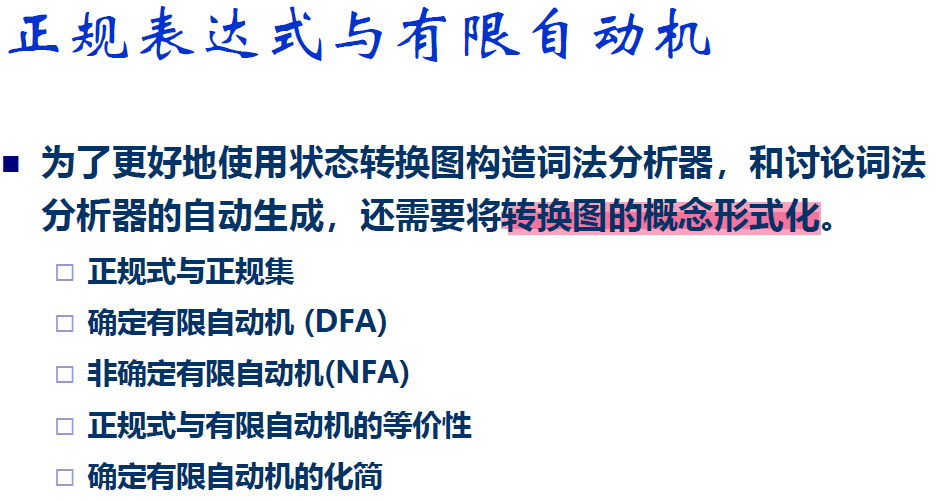 正规表达式与有限自动机
为了更好地使用状态转换图构造词法分析器，和讨论词法
分析器的自动生成，还需要将转换图的概念形式化。
正规式与正规集
确定有限自动机 (DFA)
非确定有限自动机(NFA)
正规式与有限自动机的等价性
确定有限自动机的化简